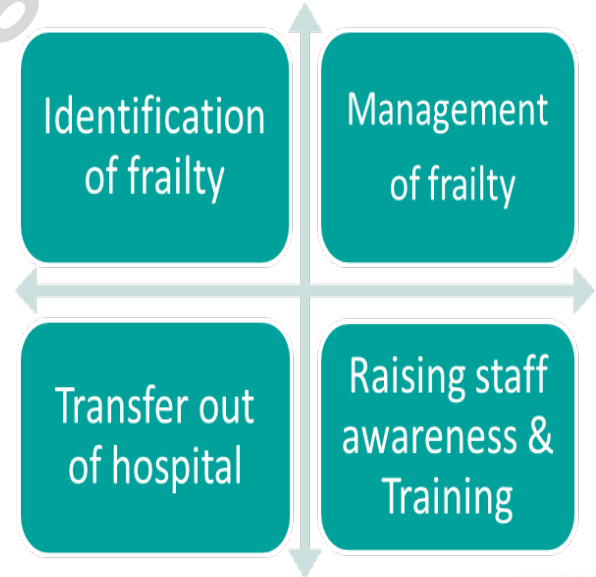 Identification
of frailty
Management
of frailty
Transfer out
of hospital
Raising staff
awareness &
Training